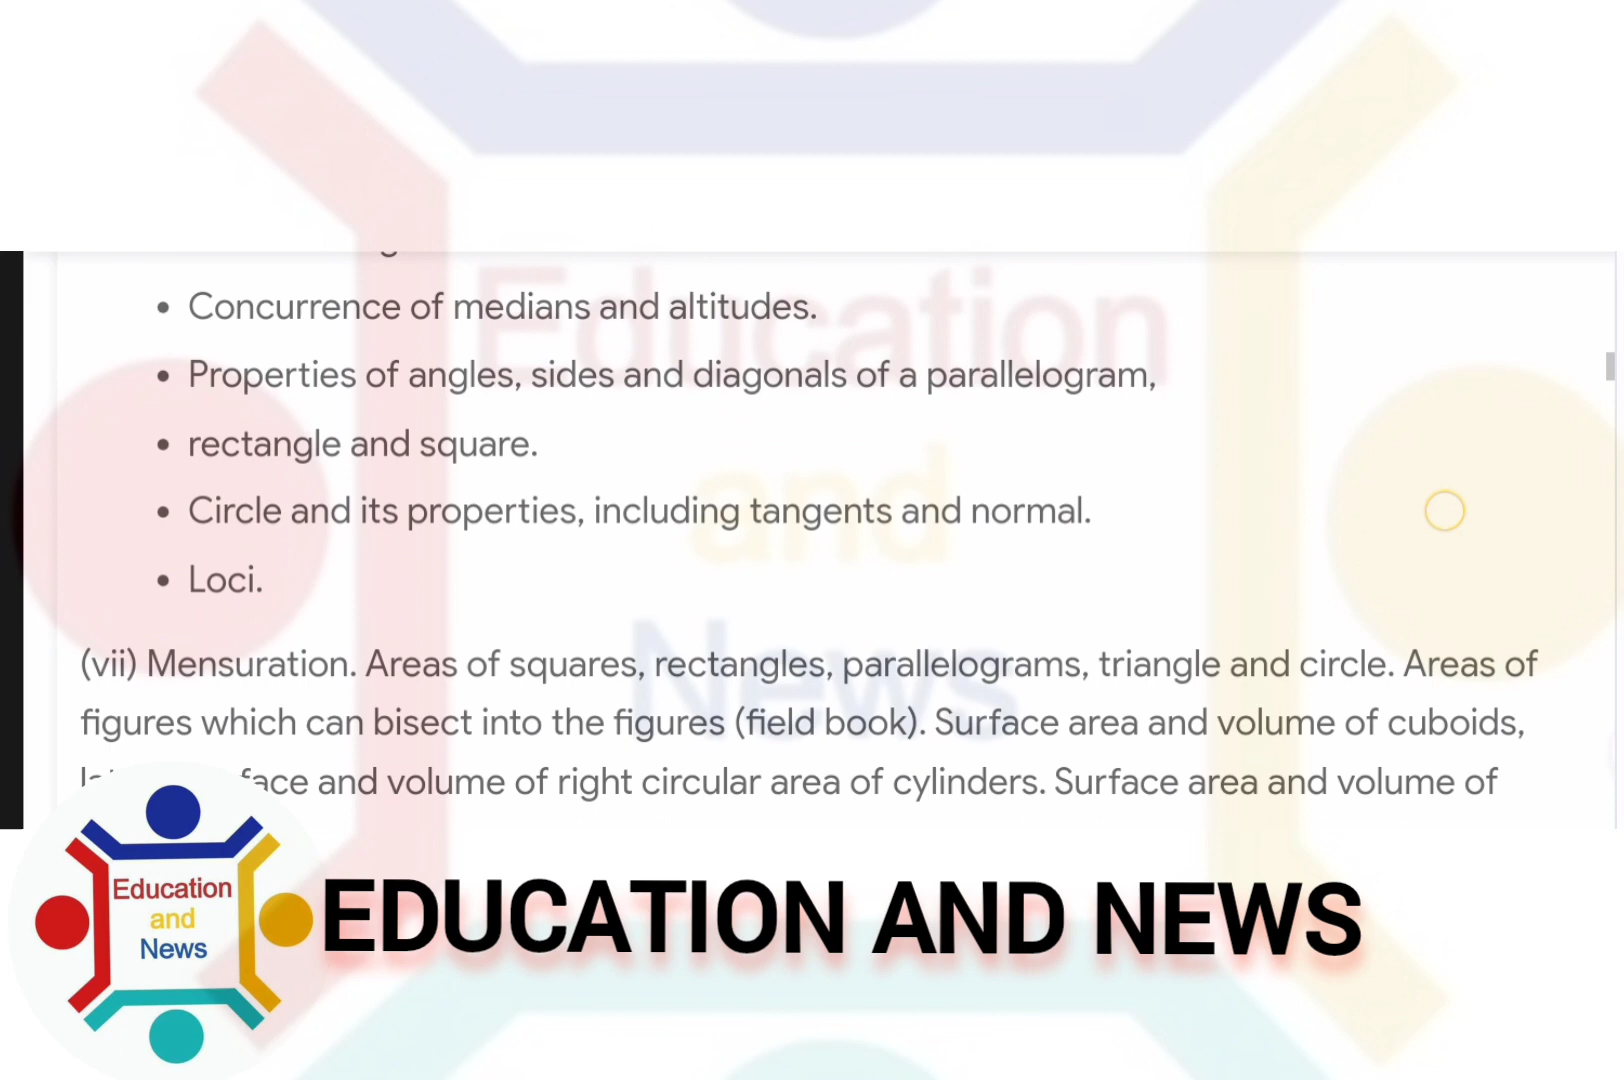 Concurrence of medians and altitudes.
Properties of angles, sides and diagonals of a parallelogram,
rectangle and square.
Circle and its properties, including tangents and normal.
Loci.
(vii) Mensuration. Areas of squares, rectangles, parallelograms, triangle and circle. Areas of
figures which can bisect into the figures (field book). Surface area and volume of cuboids,
and volume of right circular area of cylinders. Surface area and volume of
Education
and
News
Education
and
News
EDUCATION AND NEWS